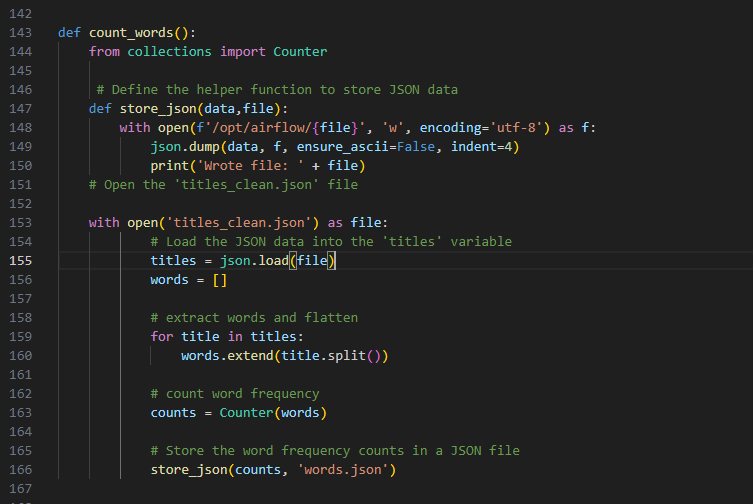 142
143 def count_words():
144     from collections import Counter
145
146      # Define the helper function to store JSON data
147     def store_json(data,file):
148         with open(f'/opt/airflow/{file}', 'w', encoding='utf-8') as f:
149             json.dump(data, f, ensure_ascii=False, indent=4)
150             print('Wrote file: ' + file)
151     # Open the 'titles_clean.json' file
152
153     with open('titles_clean.json') as file:
154             # Load the JSON data into the 'titles' variable
155             titles = json.load(file)
156             words = []
157
158             # extract words and flatten
159             for title in titles:
160                 words.extend(title.split())
161
162             # count word frequency
163             counts = Counter(words)
164
165             # Store the word frequency counts in a JSON file
166             store_json(counts, 'words.json')
167